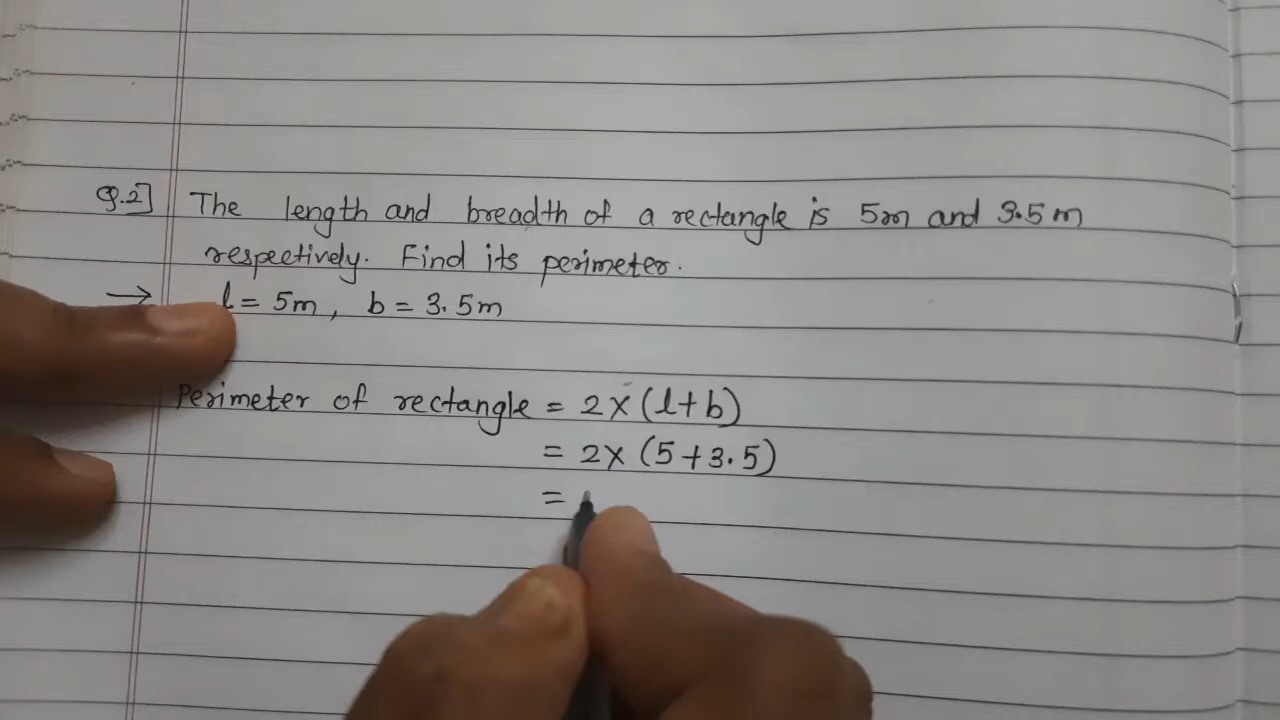 Q.2] The length and breadth of a rectangle is 5m and 3.5m
respectively. Find its perimeter.
→ l = 5m, b = 3.5m
Perimeter of rectangle = 2×(l+b)
= 2×(5+3.5)
=